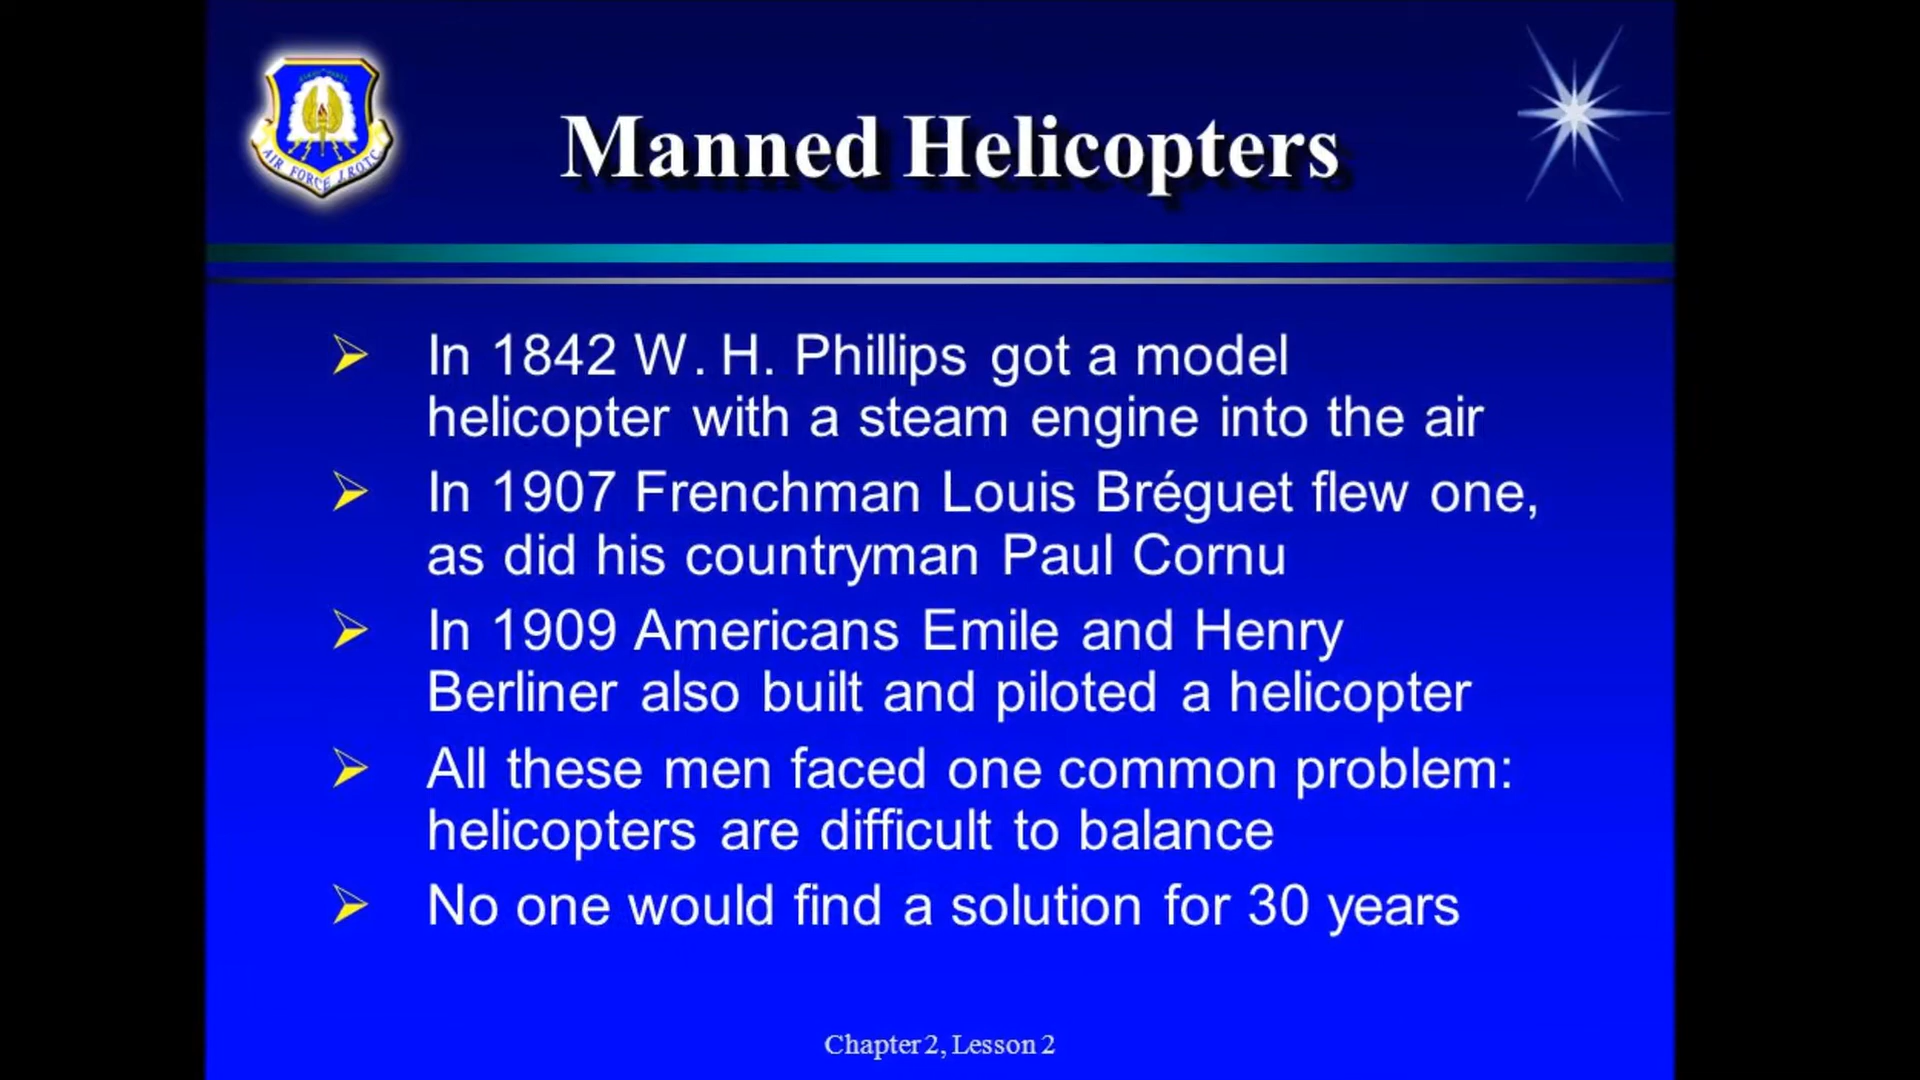 Manned Helicopters
AIR FORCE J.R.O.T.C.
In 1842 W. H. Phillips got a model
helicopter with a steam engine into the air
In 1907 Frenchman Louis Bréguet flew one,
as did his countryman Paul Cornu
In 1909 Americans Emile and Henry
Berliner also built and piloted a helicopter
All these men faced one common problem:
helicopters are difficult to balance
No one would find a solution for 30 years
Chapter 2, Lesson 2